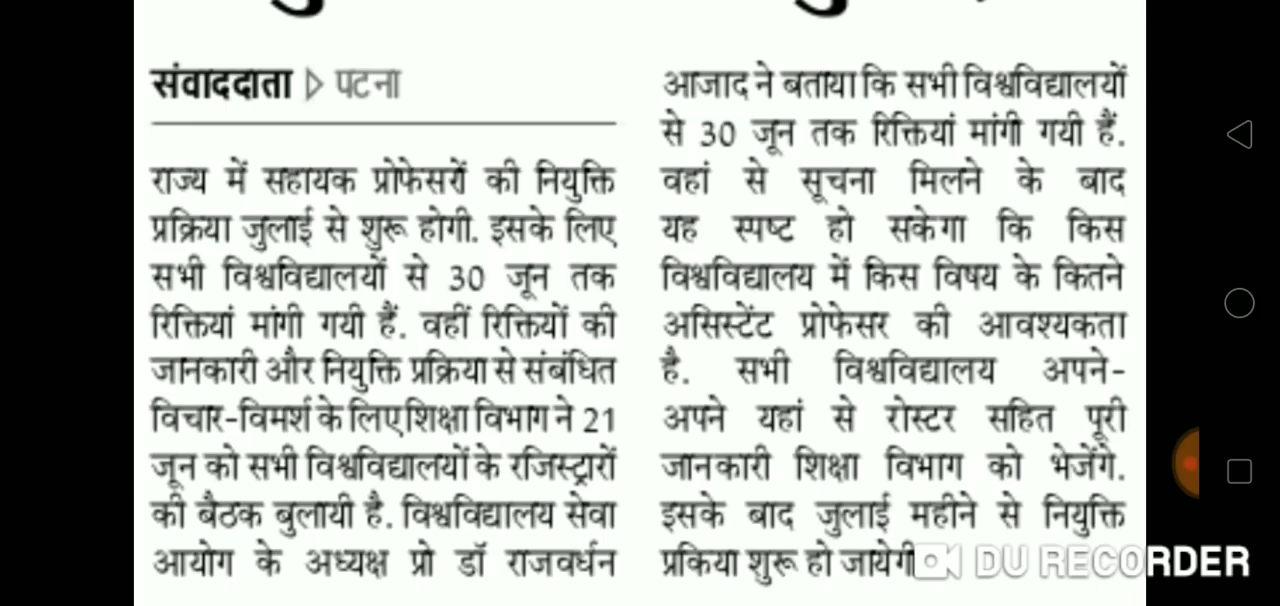 संवाददाता ▷ पटना
राज्य में सहायक प्रोफेसरों की नियुक्ति
प्रक्रिया जुलाई से शुरू होगी. इसके लिए
सभी विश्वविद्यालयों से 30 जून तक
रिक्तियां मांगी गयी हैं. वहीं रिक्तियों की
जानकारी और नियुक्ति प्रक्रिया से संबंधित
विचार-विमर्श के लिए शिक्षा विभाग ने 21
जून को सभी विश्वविद्यालयों के रजिस्ट्रारों
की बैठक बुलायी है. विश्वविद्यालय सेवा
आयोग के अध्यक्ष प्रो डॉ राजवर्धन
आजाद ने बताया कि सभी विश्वविद्यालयों
से 30 जून तक रिक्तियां मांगी गयी हैं.
वहां से सूचना मिलने के बाद
यह स्पष्ट हो सकेगा कि किस
विश्वविद्यालय में किस विषय के कितने
असिस्टेंट प्रोफेसर की आवश्यकता
है. सभी विश्वविद्यालय अपने-
अपने यहां से रोस्टर सहित पूरी
जानकारी शिक्षा विभाग को भेजेंगे.
इसके बाद जुलाई महीने से नियुक्ति
प्रकिया शुरू हो जायेगी
DU RECORDER